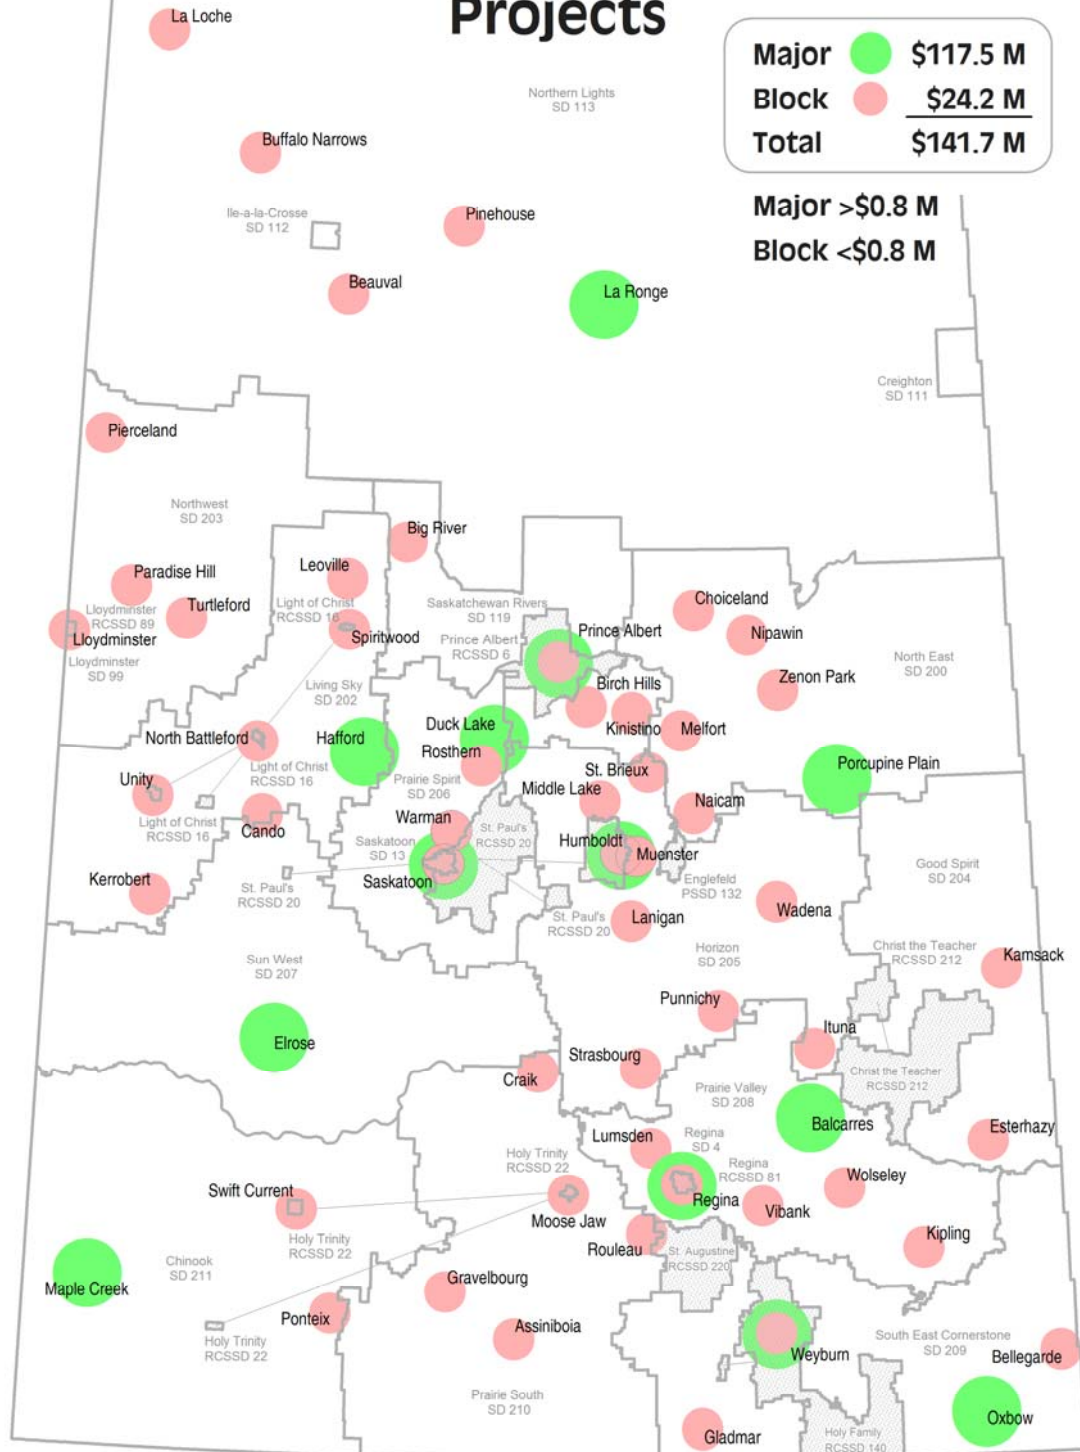 Projects
Major $117.5 M
Block $24.2 M
Total $141.7 M
Major >$0.8 M
Block <$0.8 M
La Loche
Northern Lights
SD 113
Buffalo Narrows
Ile-a-la-Crosse
SD 112
Pinehouse
Beauval
La Ronge
Creighton
SD 111
Pierceland
Northwest
SD 203
Big River
Leoville
Paradise Hill
Turtleford
Lloydminster
RCSSD 89
Lloydminster
Lloydminster
SD 99
Light of Christ
RCSSD 16
Spiritwood
Saskatchewan Rivers
SD 119
Prince Albert
RCSSD 6
Prince Albert
Choiceland
Nipawin
Zenon Park
North East
SD 200
Living Sky
SD 202
Birch Hills
Kinistino
Melfort
North Battleford
Hafford
Duck Lake
Rosthern
Light of Christ
RCSSD 16
Unity
Prairie Spirit
SD 206
St. Brieux
Middle Lake
Naicam
Porcupine Plain
Light of Christ
RCSSD 16
Cando
Warman
St. Paul's
RCSSD 20
Saskatoon
SD 13
Saskatoon
Humboldt
Muenster
Englefeld
PSSD 132
Good Spirit
SD 204
Kerrobert
St. Paul's
RCSSD 20
St. Paul's
RCSSD 20
Lanigan
Wadena
Sun West
SD 207
Horizon
SD 205
Christ the Teacher
RCSSD 212
Kamsack
Punnichy
Ituna
Elrose
Craik
Strasbourg
Christ the Teacher
RCSSD 212
Prairie Valley
SD 208
Balcarres
Esterhazy
Lumsden
Regina
SD 4
Regina
RCSSD 81
Regina
Holy Trinity
RCSSD 22
Swift Current
Moose Jaw
Wolseley
Vibank
Holy Trinity
RCSSD 22
Rouleau
St. Augustine
RCSSD 220
Kipling
Chinook
SD 211
Maple Creek
Gravelbourg
Ponteix
Assiniboia
Holy Trinity
RCSSD 22
Weyburn
South East Cornerstone
SD 209
Bellegarde
Prairie South
SD 210
Oxbow
Gladmar
Holy Family
RCSSD 140